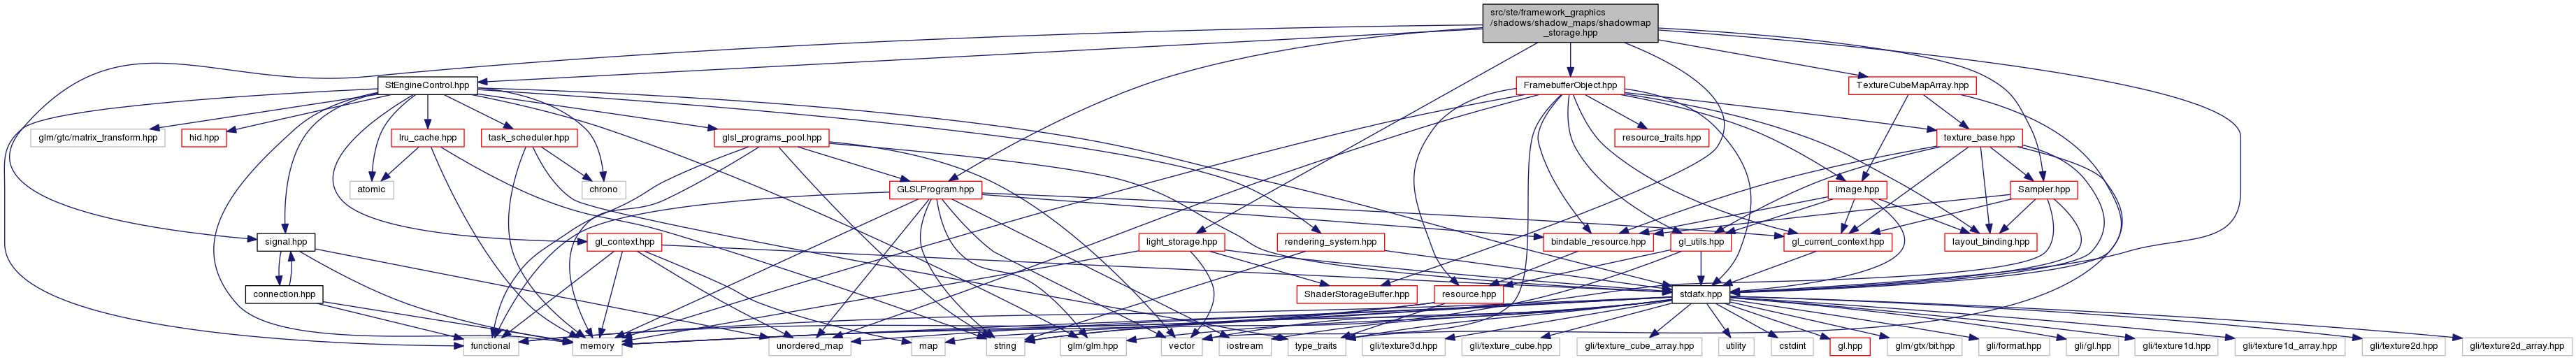 src/ste/framework_graphics
/shadows/shadow_maps/shadowmap
_storage.hpp
StEngineControl.hpp
FramebufferObject.hpp
TextureCubeMapArray.hpp
glm/gtc/matrix_transform.hpp
hid.hpp
lru_cache.hpp
task_scheduler.hpp
glsl_programs_pool.hpp
resource_traits.hpp
texture_base.hpp
atomic
chrono
GLSLProgram.hpp
image.hpp
Sampler.hpp
signal.hpp
gl_context.hpp
light_storage.hpp
rendering_system.hpp
bindable_resource.hpp
gl_utils.hpp
gl_current_context.hpp
layout_binding.hpp
connection.hpp
ShaderStorageBuffer.hpp
resource.hpp
stdafx.hpp
functional
memory
unordered_map
map
string
glm/glm.hpp
vector
iostream
type_traits
gli/texture3d.hpp
gli/texture_cube.hpp
gli/texture_cube_array.hpp
utility
cstdint
gl.hpp
glm/gtx/bit.hpp
gli/format.hpp
gli/gl.hpp
gli/texture1d.hpp
gli/texture1d_array.hpp
gli/texture2d.hpp
gli/texture2d_array.hpp